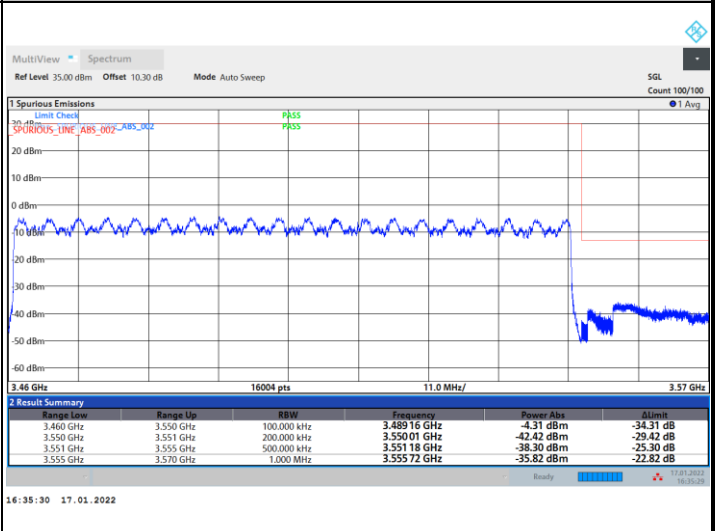 MultiView Spectrum
Ref Level 35.00 dBm Offset 10.30 dB Mode Auto Sweep SGL
Count 100/100
1 Spurious Emissions 1 Avg
Limit Check PASS
_SPURIOUS_LINE_ABS_002 PASS
20 dBm
10 dBm
0 dBm
-10 dBm
-20 dBm
-30 dBm
-40 dBm
-50 dBm
-60 dBm
3.46 GHz 16004 pts 11.0 MHz/ 3.57 GHz
2 Result Summary
Range Low Range Up RBW Frequency Power Abs ΔLimit
3.460 GHz 3.550 GHz 100.000 kHz 3.48916 GHz -4.31 dBm -34.31 dB
3.550 GHz 3.551 GHz 200.000 kHz 3.55001 GHz -42.42 dBm -29.42 dB
3.551 GHz 3.555 GHz 500.000 kHz 3.55118 GHz -38.30 dBm -25.30 dB
3.555 GHz 3.570 GHz 1.000 MHz 3.55572 GHz -35.82 dBm -22.82 dB
Ready 17.01.2022
16:35:29
16:35:30 17.01.2022